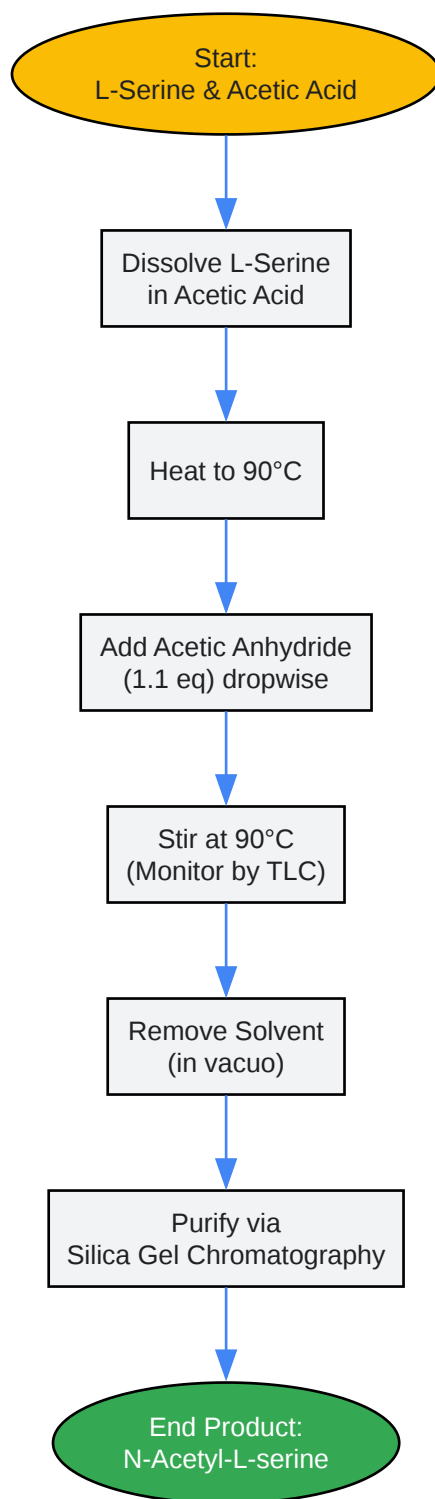 Start:
L-Serine & Acetic Acid
Dissolve L-Serine
in Acetic Acid
Heat to 90°C
Add Acetic Anhydride
(1.1 eq) dropwise
Stir at 90°C
(Monitor by TLC)
Remove Solvent
(in vacuo)
Purify via
Silica Gel Chromatography
End Product:
N-Acetyl-L-serine